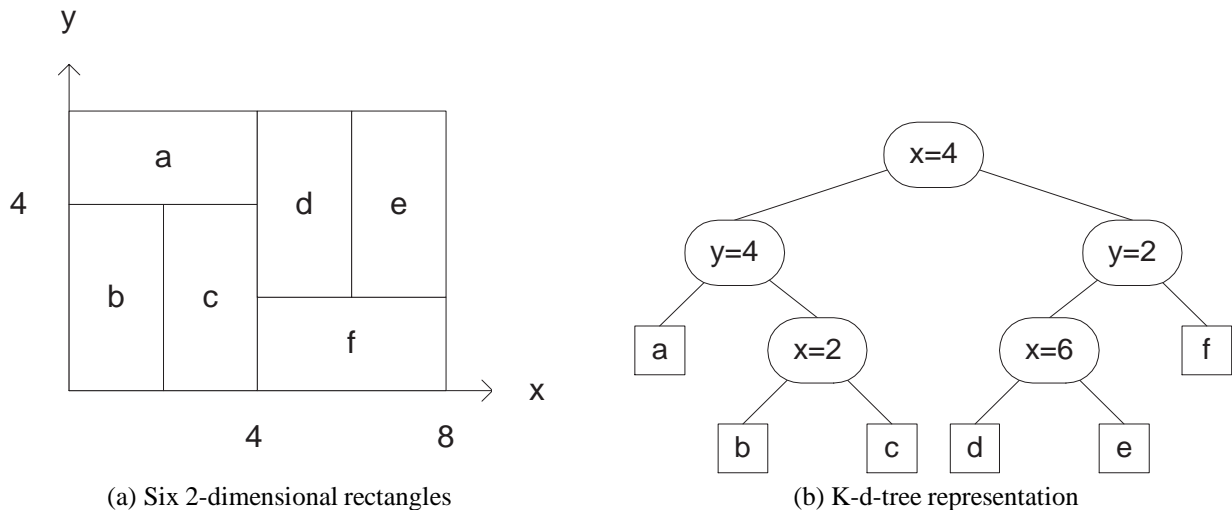 y
4
a
b
c
d
e
f
x
4 8
(a) Six 2-dimensional rectangles
x=4
y=4 y=2
a x=2 x=6 f
b c d e
(b) K-d-tree representation